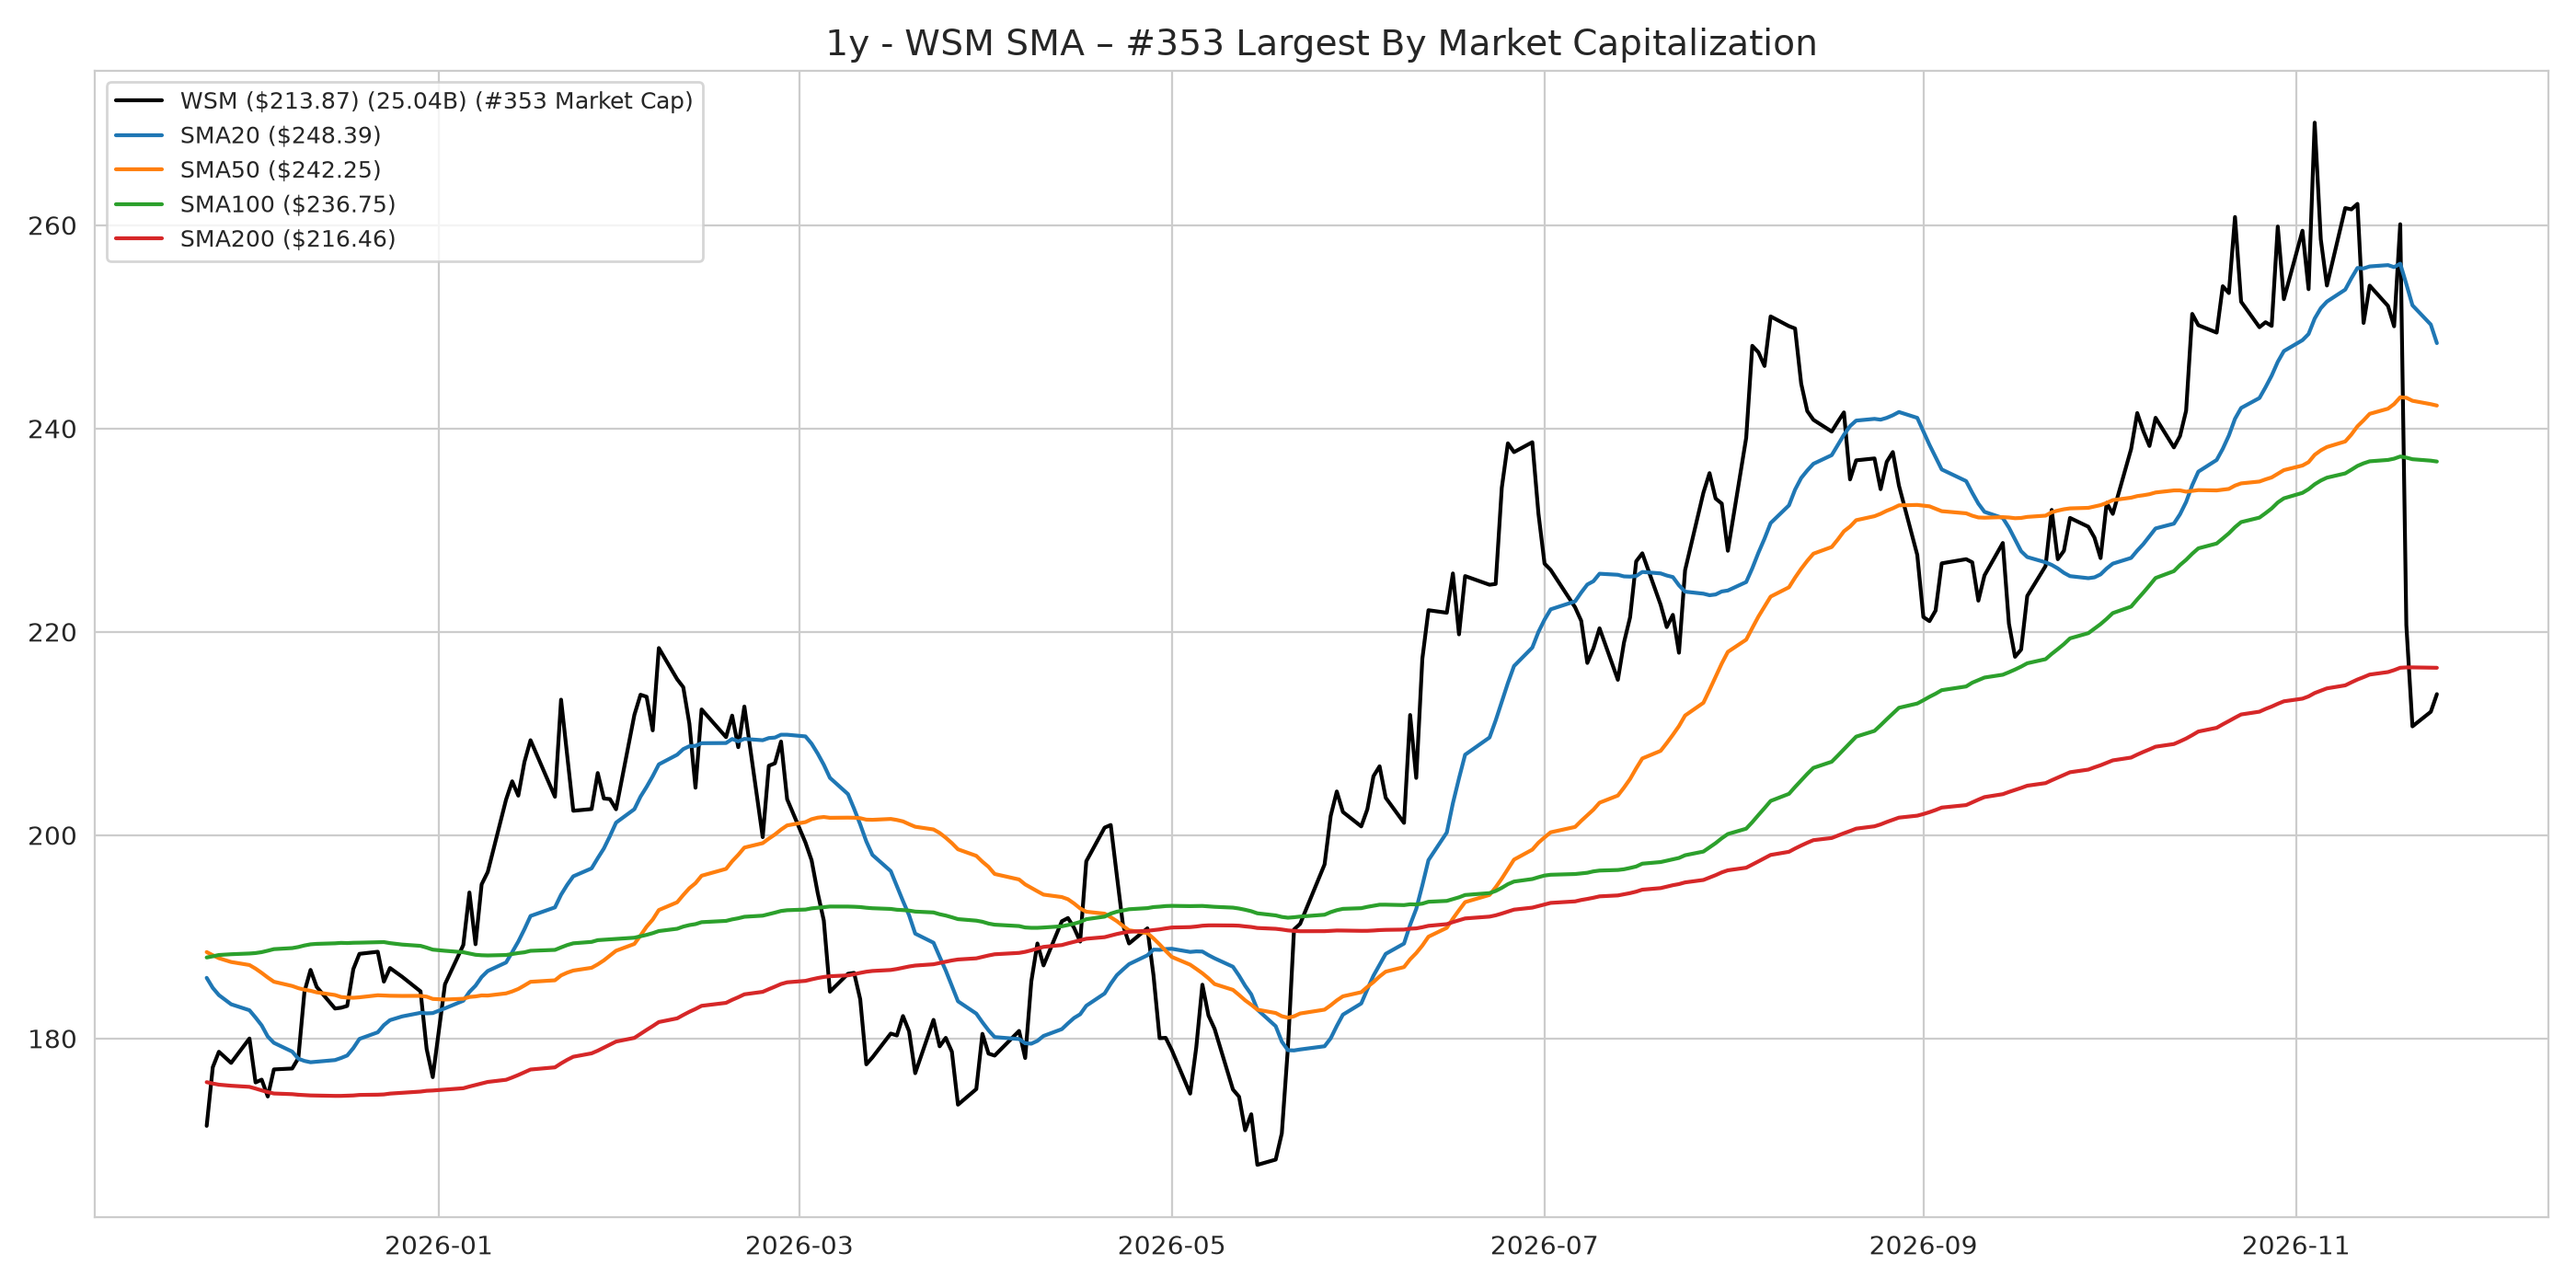 1y - WSM SMA – #353 Largest By Market Capitalization
WSM ($213.87) (25.04B) (#353 Market Cap)
SMA20 ($248.39)
SMA50 ($242.25)
SMA100 ($236.75)
SMA200 ($216.46)
260
240
220
200
180
2026-01
2026-03
2026-05
2026-07
2026-09
2026-11